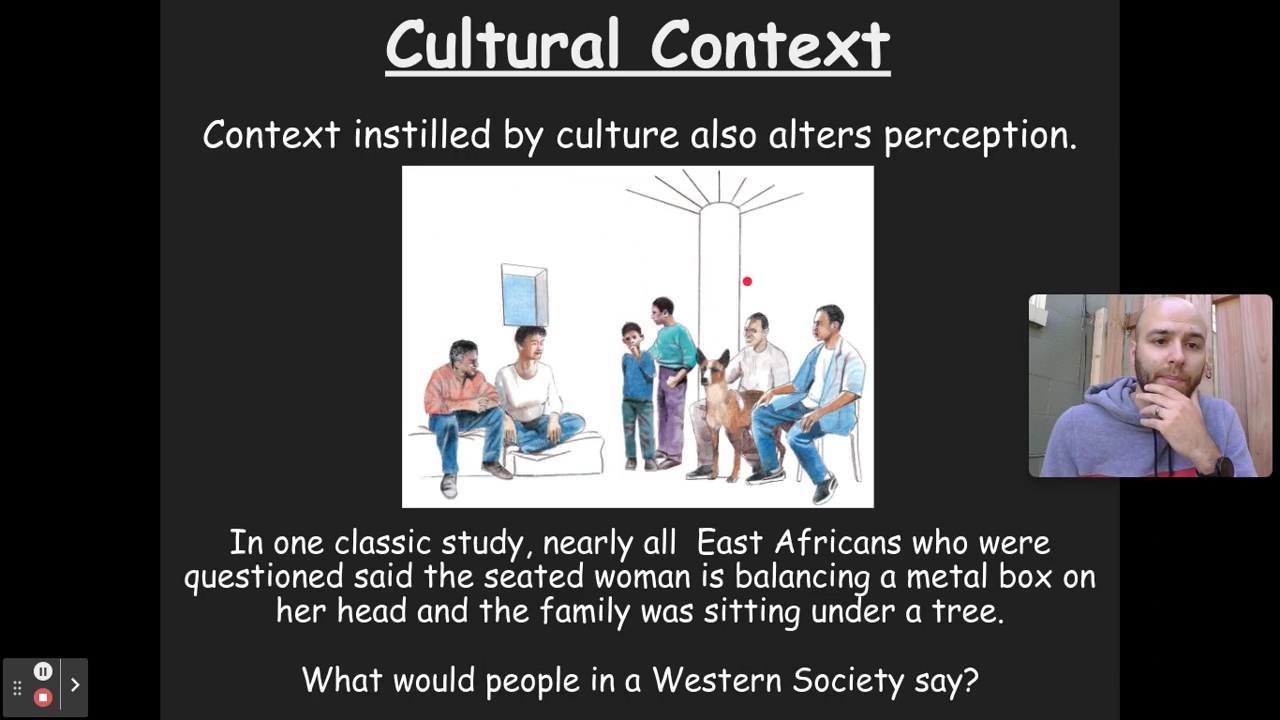 Cultural Context
Context instilled by culture also alters perception.
In one classic study, nearly all East Africans who were
questioned said the seated woman is balancing a metal box on
her head and the family was sitting under a tree.
What would people in a Western Society say?